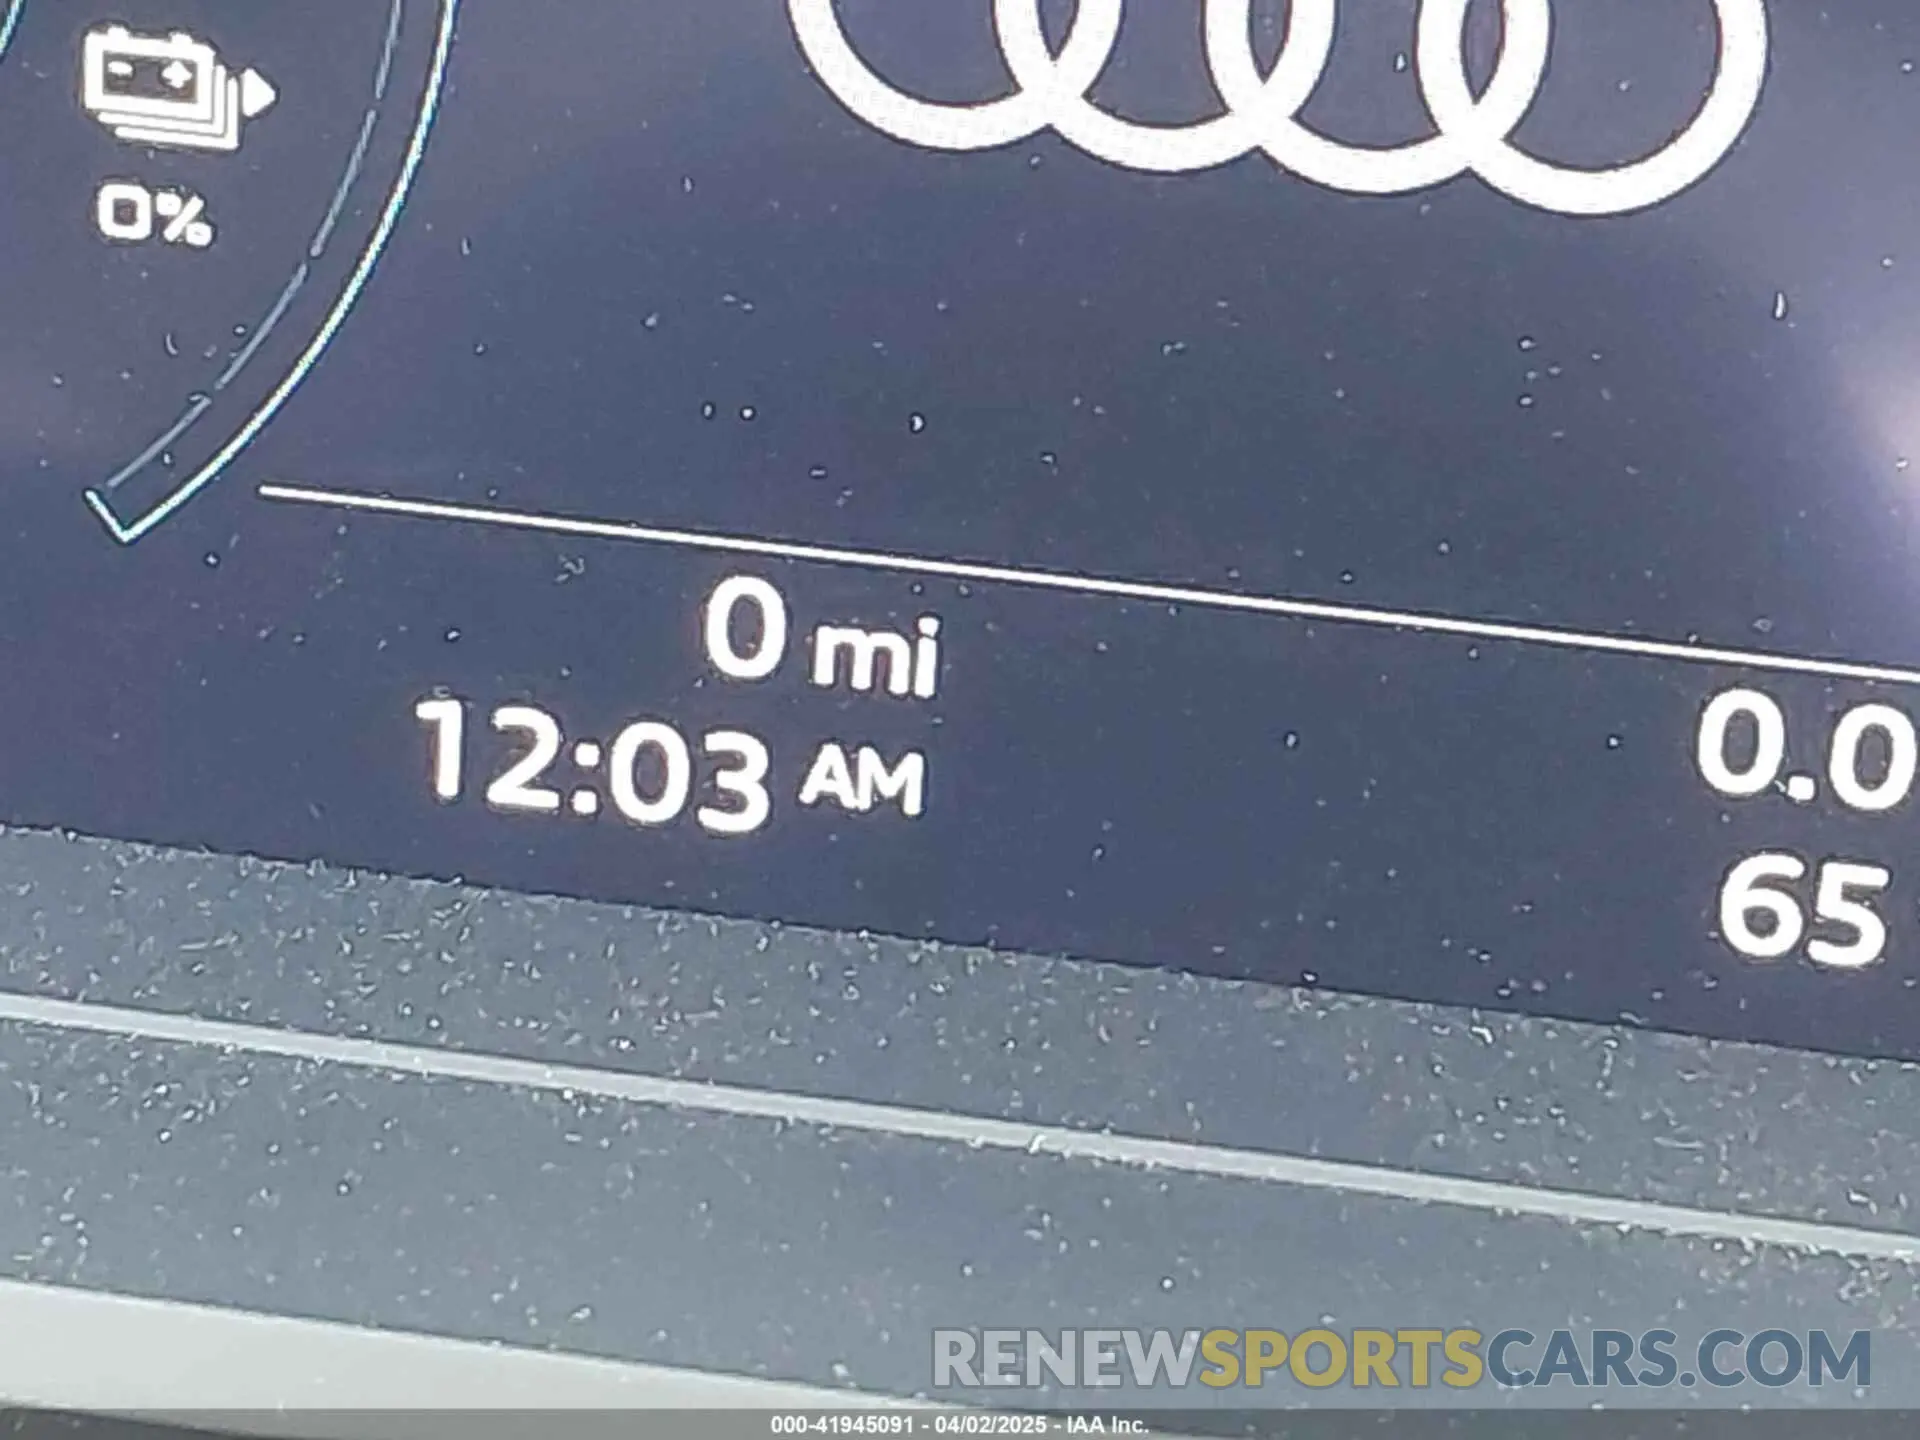 0%
0 mi
12:03 AM
0.0
65
RENEWSPORTSCARS.COM
000-41945091 - 04/02/2025 - IAA Inc.